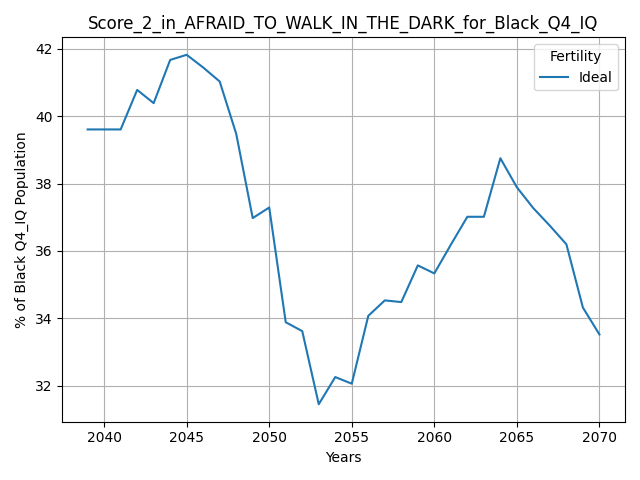 Score_2_in_AFRAID_TO_WALK_IN_THE_DARK_for_Black_Q4_IQ
Fertility
Ideal
% of Black Q4_IQ Population
42
40
38
36
34
32
2040 2045 2050 2055 2060 2065 2070
Years